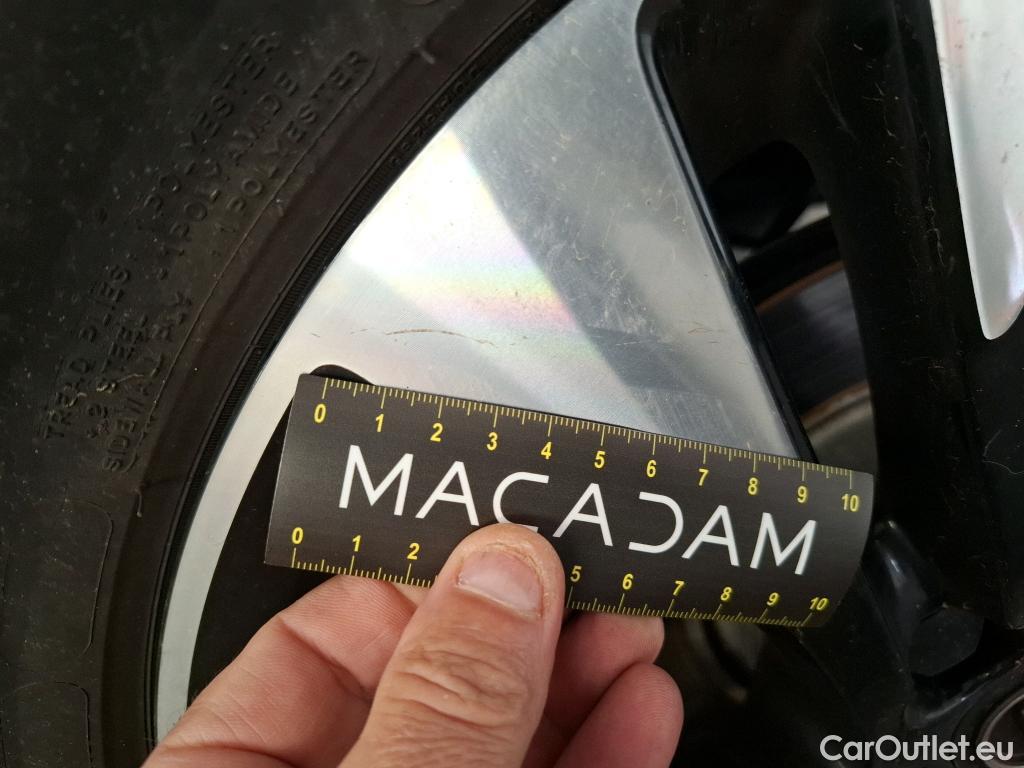 TREAD PLIES: 1 POLYESTER
+2 STEEL +1 POLYAMIDE
SIDEWALL PLY 1 POLYESTER
0 1 2 3 4 5 6 7 8 9 10
MACADAM
0 1 2 5 6 7 8 9 10
CarOutlet.eu